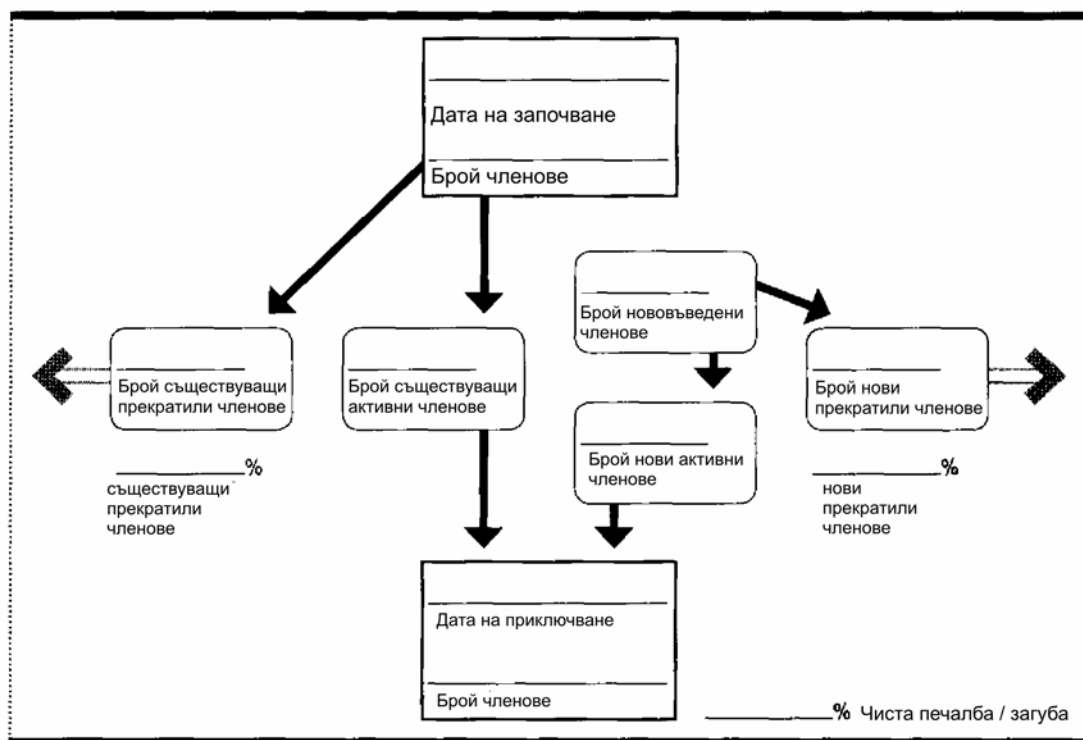 Дата на започване
Брой членове
Брой нововъведени
членове
Брой съществуващи
прекратили членове
Брой съществуващи
активни членове
Брой нови
прекратили членове
Брой нови активни
членове
%
съществуващи
прекратили
членове
%
нови
прекратили
членове
Дата на приключване
Брой членове
% Чиста печалба / загуба